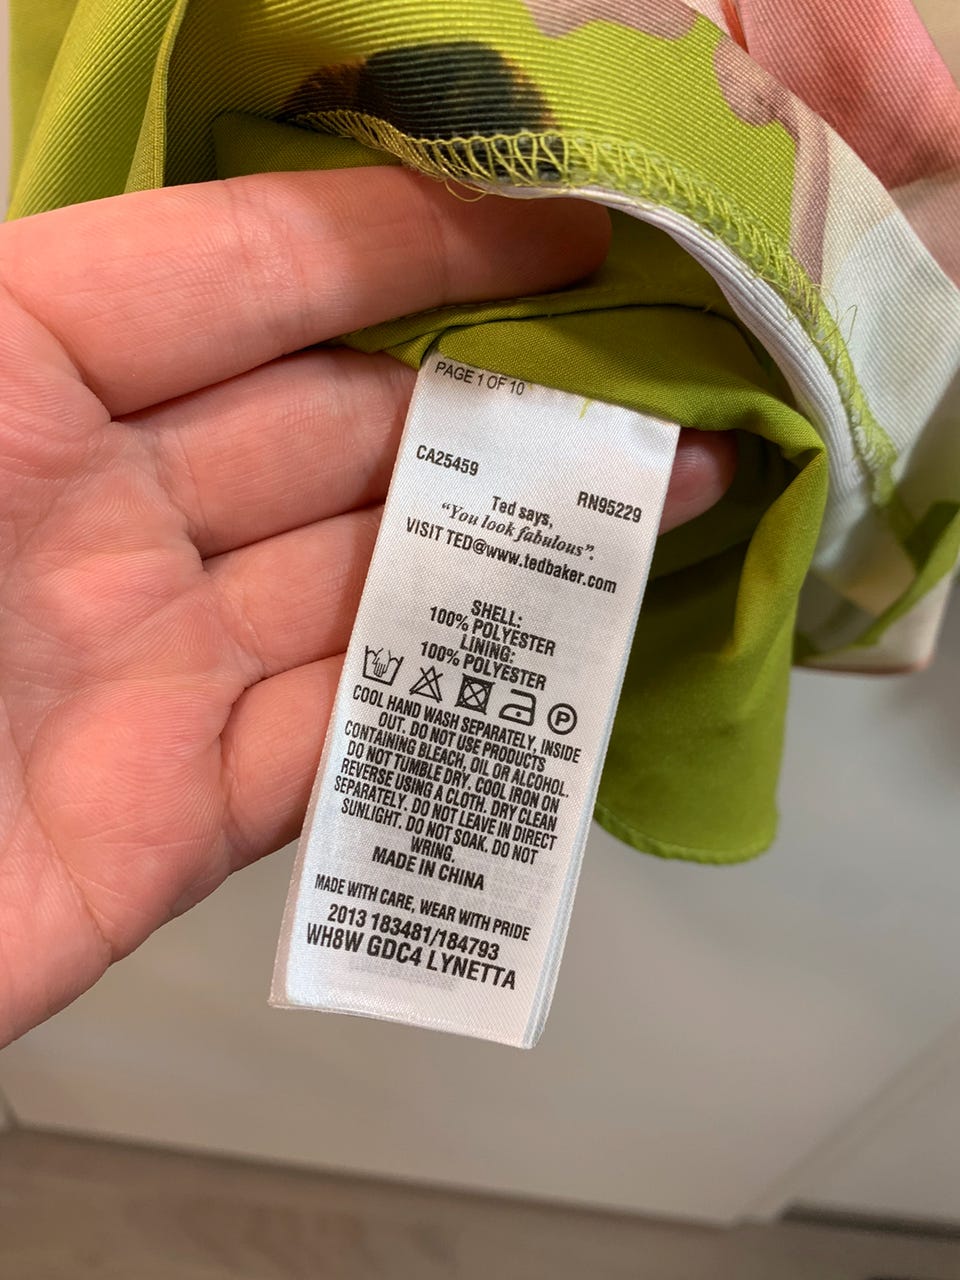 PAGE 1 OF 10
CA25459
RN95229
Ted says,
“You look fabulous”.
VISIT TED@www.tedbaker.com
SHELL:
100% POLYESTER
LINING:
100% POLYESTER
P
COOL HAND WASH SEPARATELY, INSIDE
OUT. DO NOT USE PRODUCTS
CONTAINING BLEACH, OIL OR ALCOHOL.
DO NOT TUMBLE DRY. COOL IRON ON
REVERSE USING A CLOTH. DRY CLEAN
SEPARATELY. DO NOT LEAVE IN DIRECT
SUNLIGHT. DO NOT SOAK. DO NOT
WRING.
MADE IN CHINA
MADE WITH CARE, WEAR WITH PRIDE
2013 183481/184793
WH8W GDC4 LYNETTA